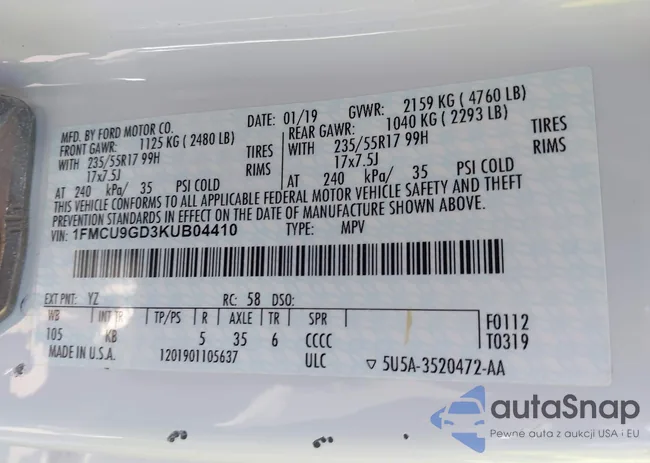 MFD. BY FORD MOTOR CO. DATE: 01/19 GVWR: 2159 KG ( 4760 LB)
FRONT GAWR: 1125 KG ( 2480 LB) REAR GAWR: 1040 KG ( 2293 LB)
WITH 235/55R17 99H TIRES WITH 235/55R17 99H TIRES
17x7.5J RIMS 17x7.5J RIMS
AT 240 kPa/ 35 PSI COLD AT 240 kPa/ 35 PSI COLD
THIS VEHICLE CONFORMS TO ALL APPLICABLE FEDERAL MOTOR VEHICLE SAFETY AND THEFT
PREVENTION STANDARDS IN EFFECT ON THE DATE OF MANUFACTURE SHOWN ABOVE.
VIN: 1FMCU9GD3KUB04410 TYPE: MPV
EXT PNT: YZ RC: 58 DSO:
WB INT TR TP/PS R AXLE TR SPR F0112
105 KB 5 35 6 CCCC T0319
MADE IN U.S.A. 1201901105637 ULC ▽ 5U5A-3520472-AA
autoSnap
Pewne auta z aukcji USA i EU